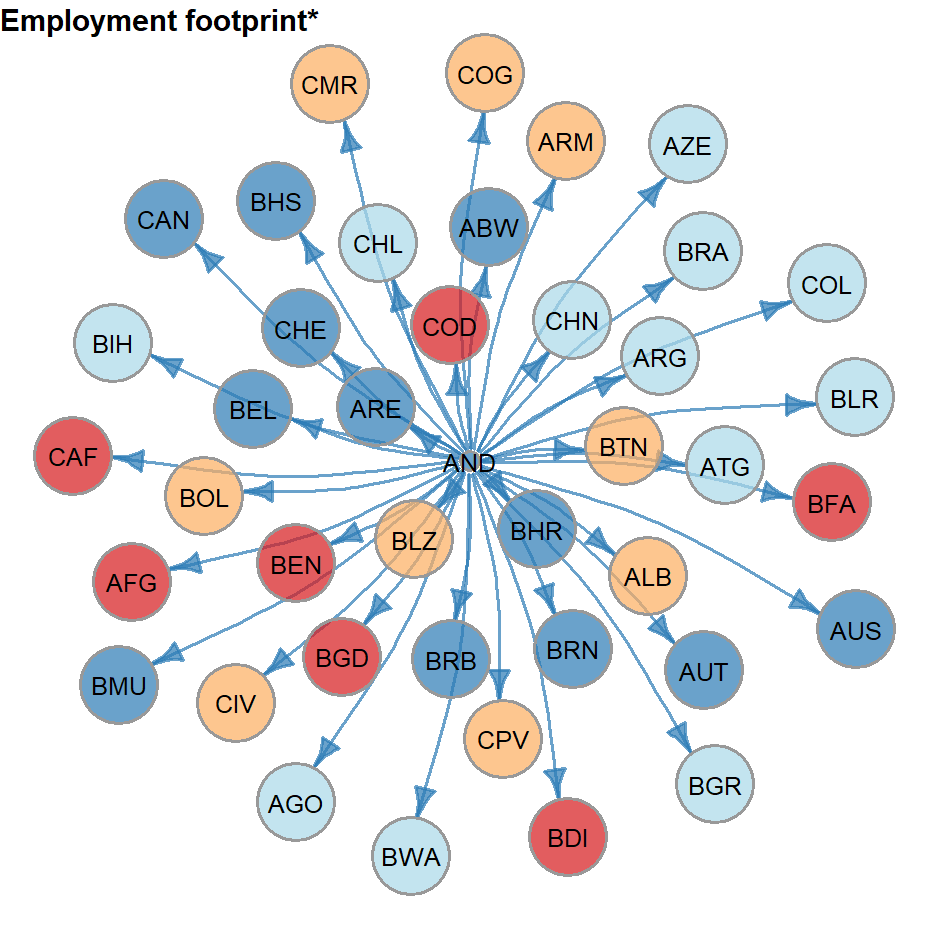 Employment footprint*
COG
CMR
ARM
AZE
BHS
CAN
ABW
CHL
BRA
COL
CHN
COD
CHE
BIH
ARG
BLR
ARE
BEL
BTN
CAF
AND
ATG
BOL
BFA
BHR
BLZ
BEN
ALB
AFG
AUS
BRN
BGD
BRB
AUT
BMU
CIV
CPV
BGR
AGO
BDI
BWA